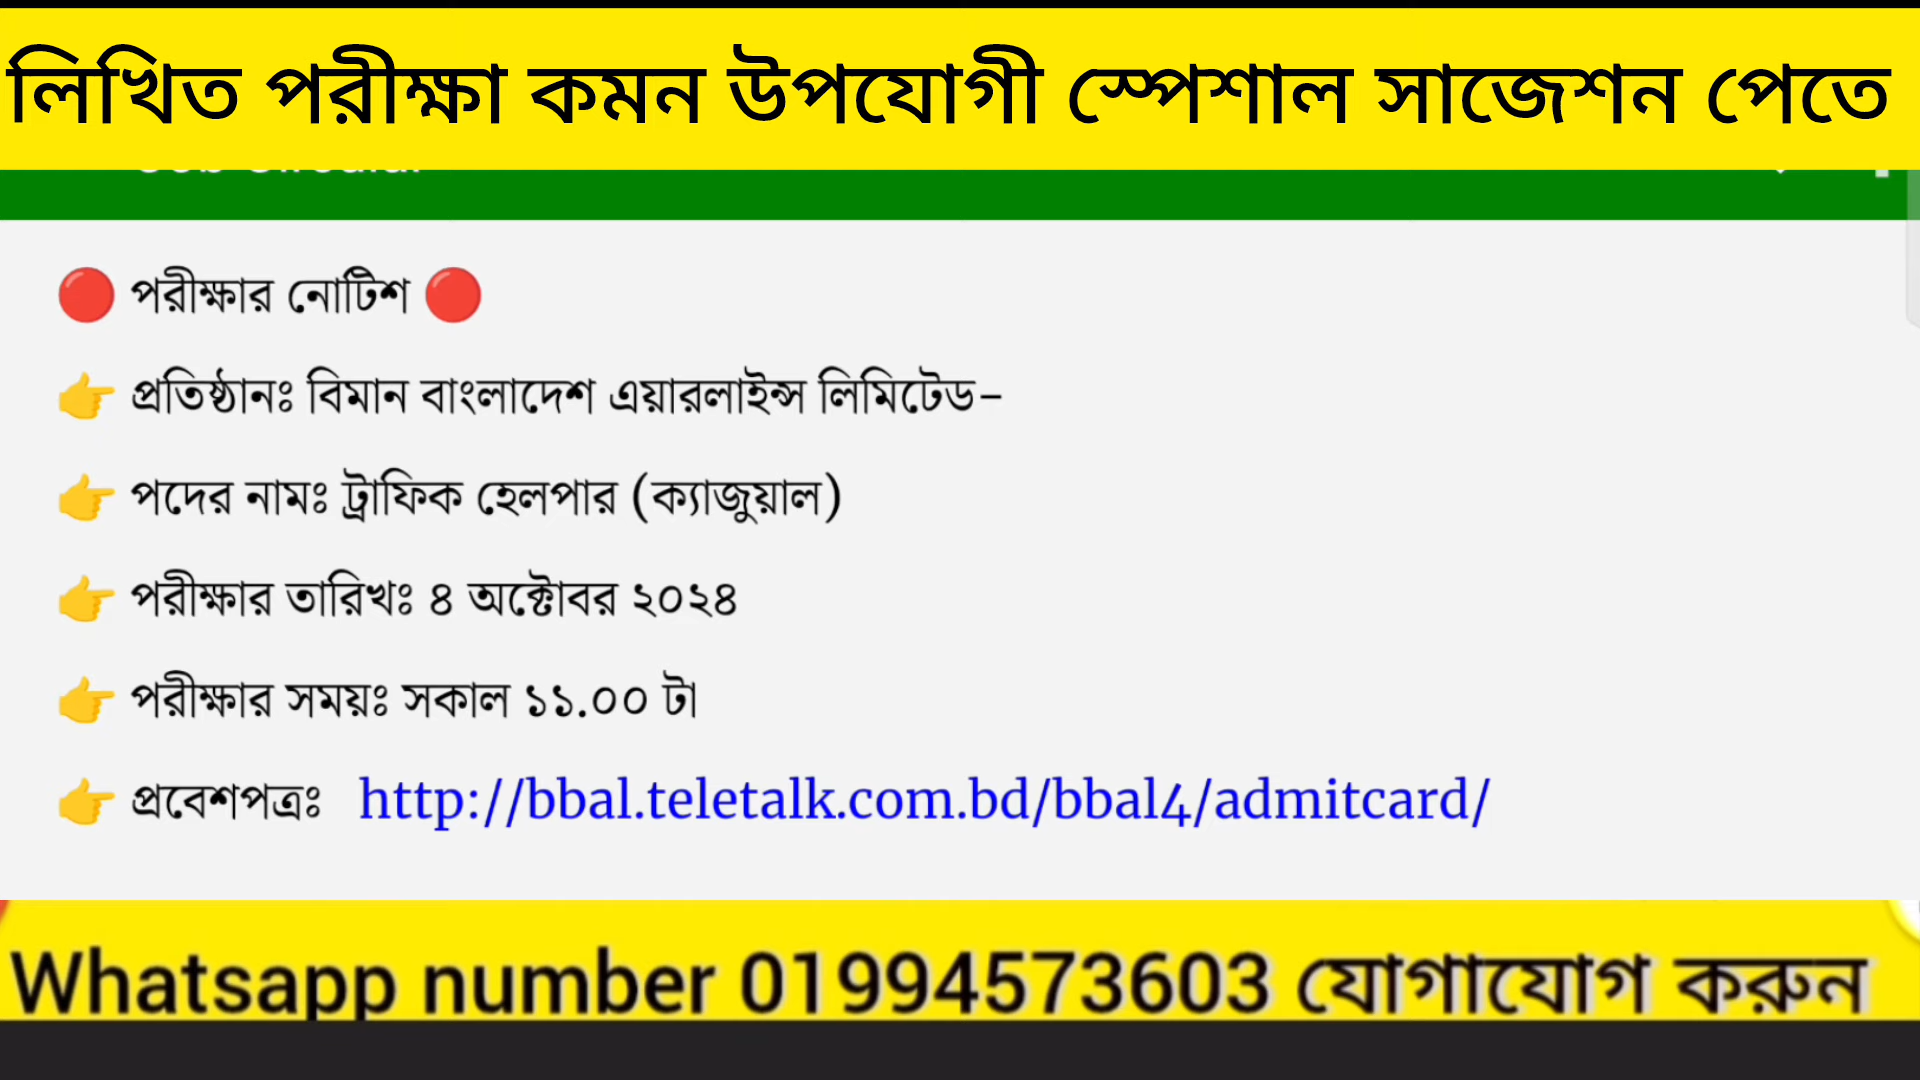 লিখিত পরীক্ষা কমন উপযোগী স্পেশাল সাজেশন পেতে
🔴 পরীক্ষার নোটিশ 🔴
👉 প্রতিষ্ঠানঃ বিমান বাংলাদেশ এয়ারলাইন্স লিমিটেড-
👉 পদের নামঃ ট্রাফিক হেলপার (ক্যাজুয়াল)
👉 পরীক্ষার তারিখঃ ৪ অক্টোবর ২০২৪
👉 পরীক্ষার সময়ঃ সকাল ১১.০০ টা
👉 প্রবেশপত্রঃ http://bbal.teletalk.com.bd/bbal4/admitcard/
Whatsapp number 01994573603 যোগাযোগ করুন